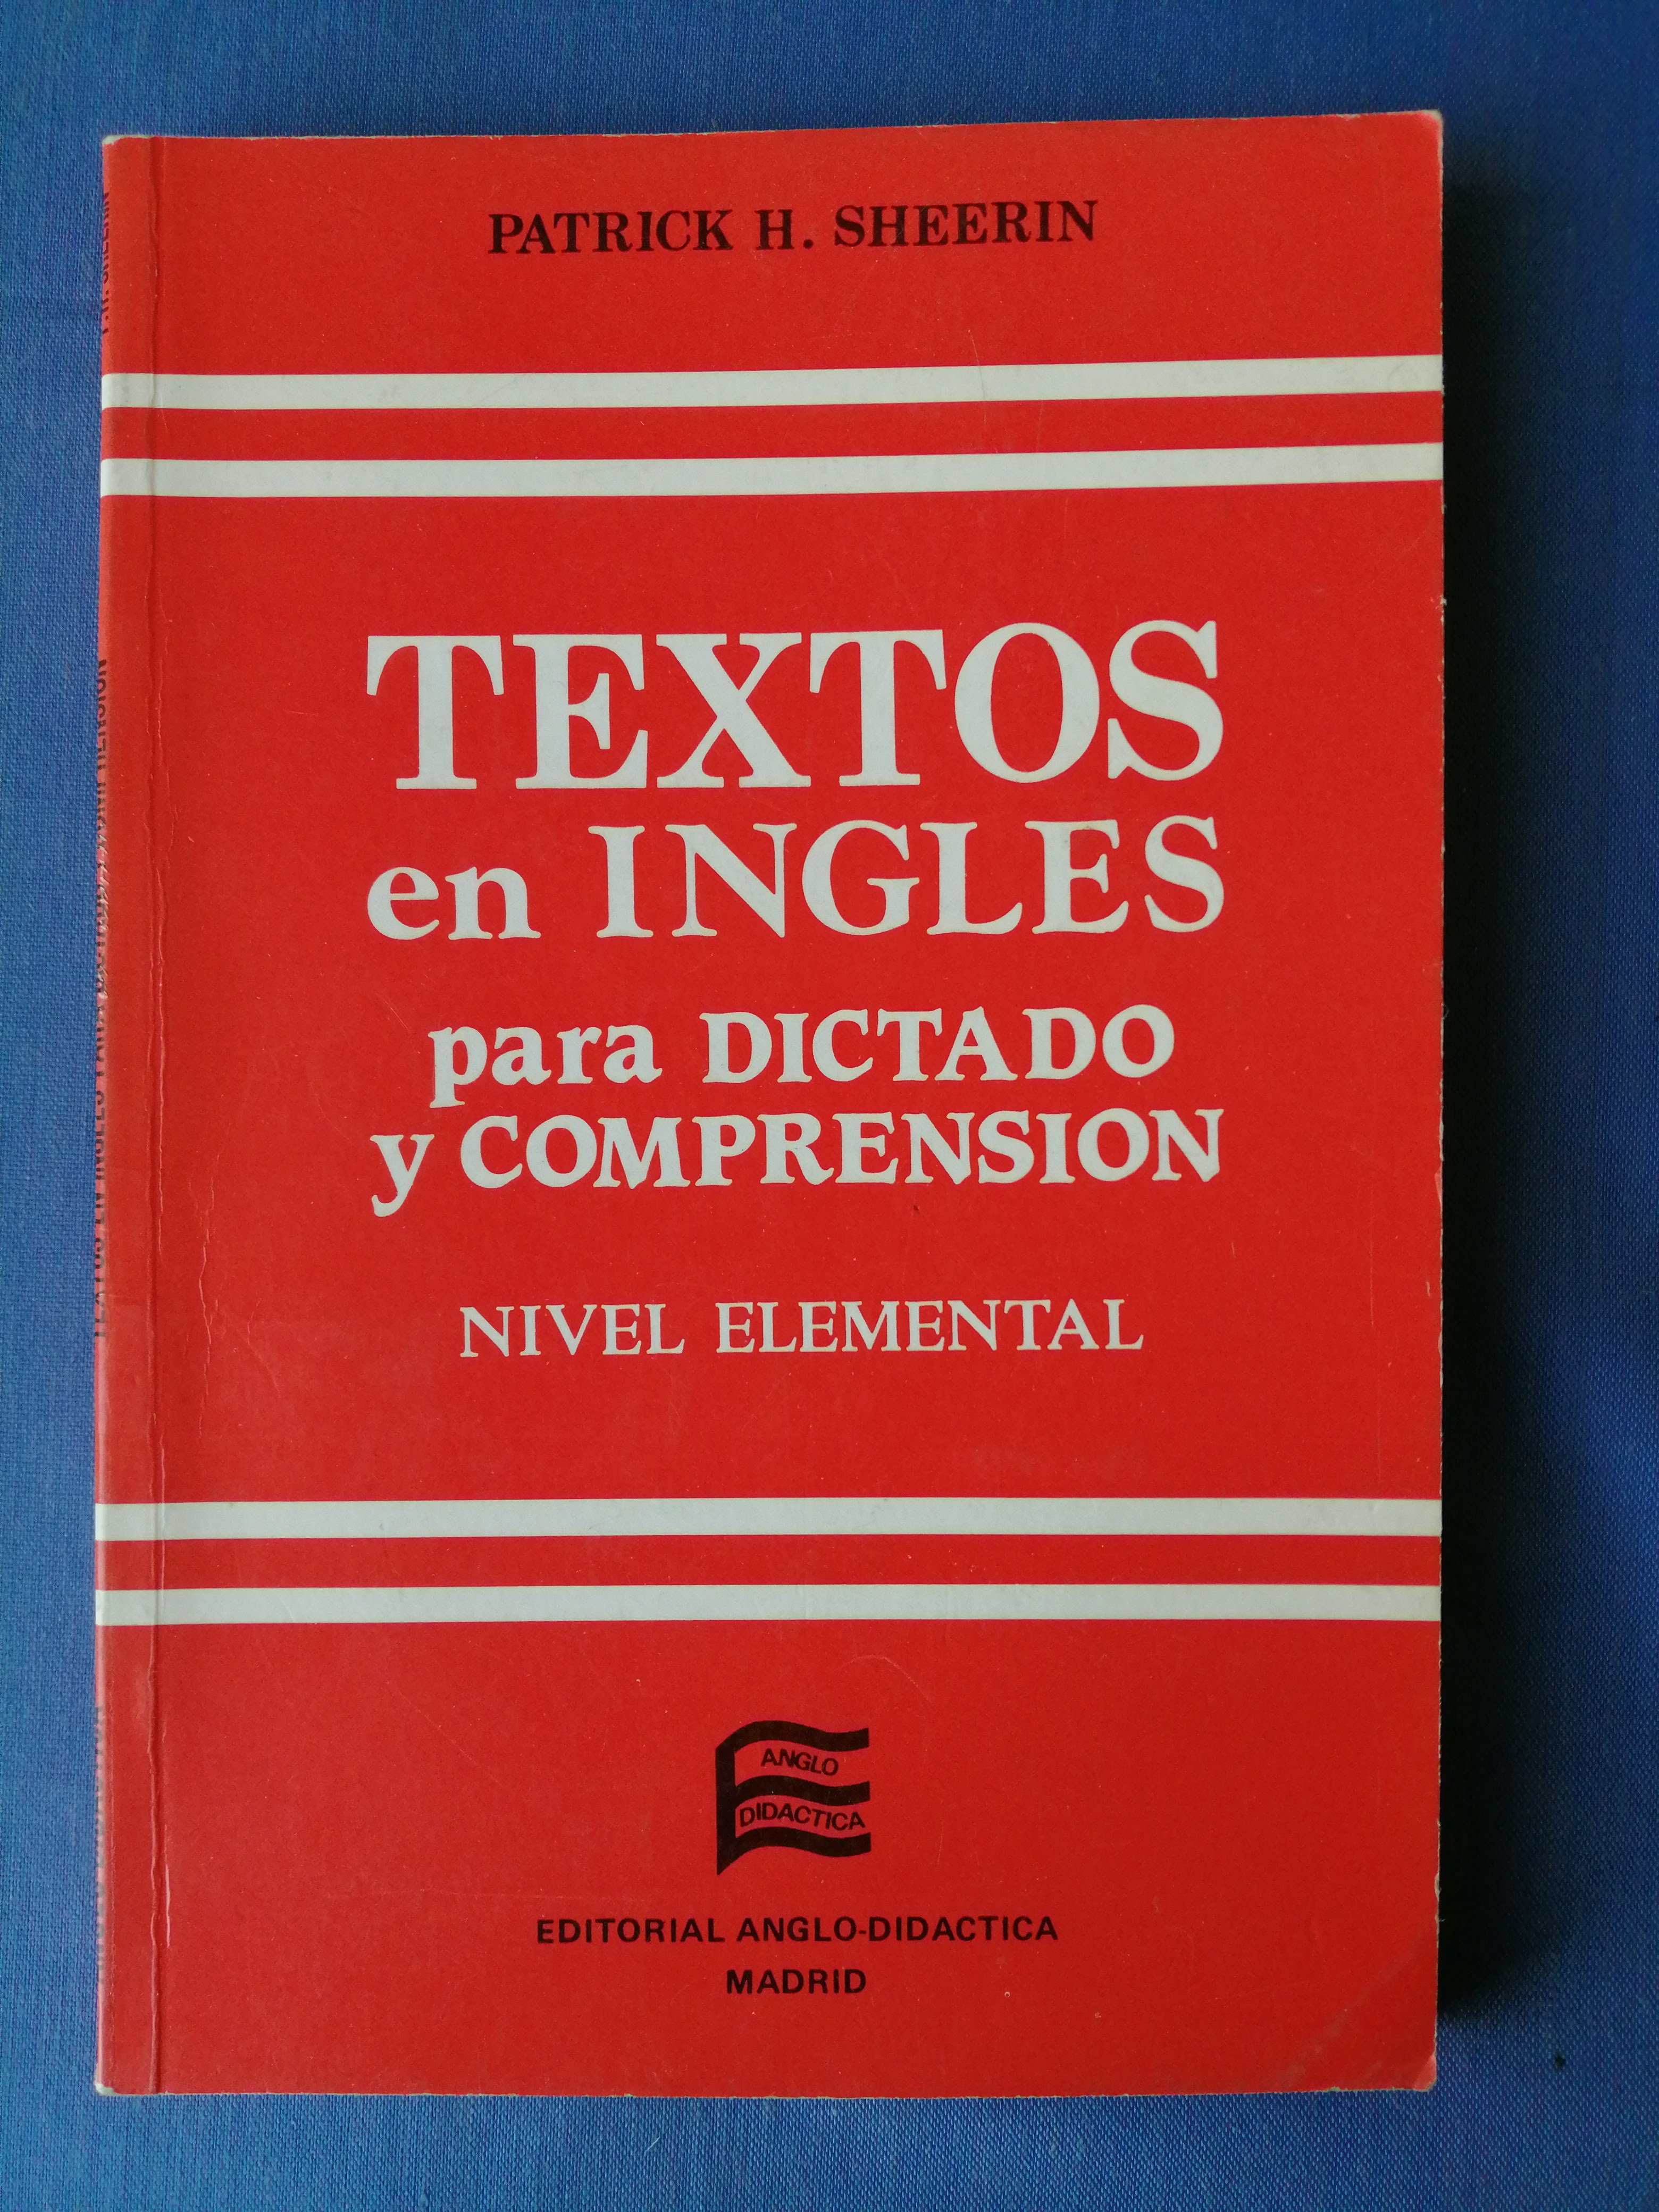 PATRICK H. SHEERIN
TEXTOS
en INGLES
para DICTADO
y COMPRENSION
NIVEL ELEMENTAL
ANGLO
DIDACTICA
EDITORIAL ANGLO-DIDACTICA
MADRID